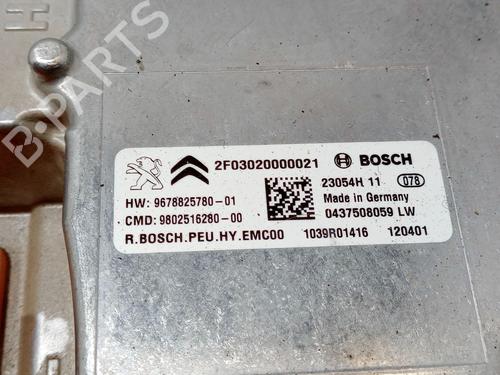 B-PARTS
2F03020000021 BOSCH
HW: 9678825780-01 23054H 11 078
Made in Germany
CMD: 9802516280-00 0437508059 LW
R.BOSCH.PEU.HY.EMC00 1039R01416 120401